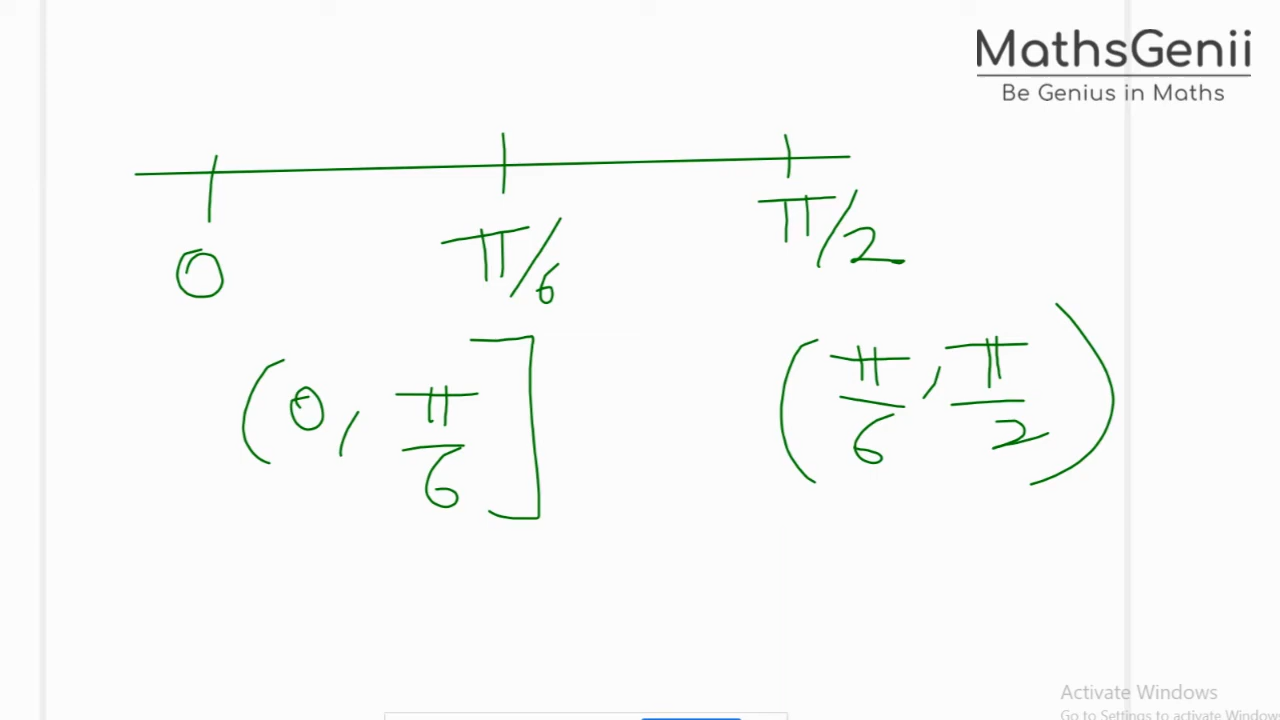 MathsGenii
Be Genius in Maths
0 π/6 π/2
(0, π/6] (π/6, π/2)
Activate Windows
Go to Settings to activate Windows